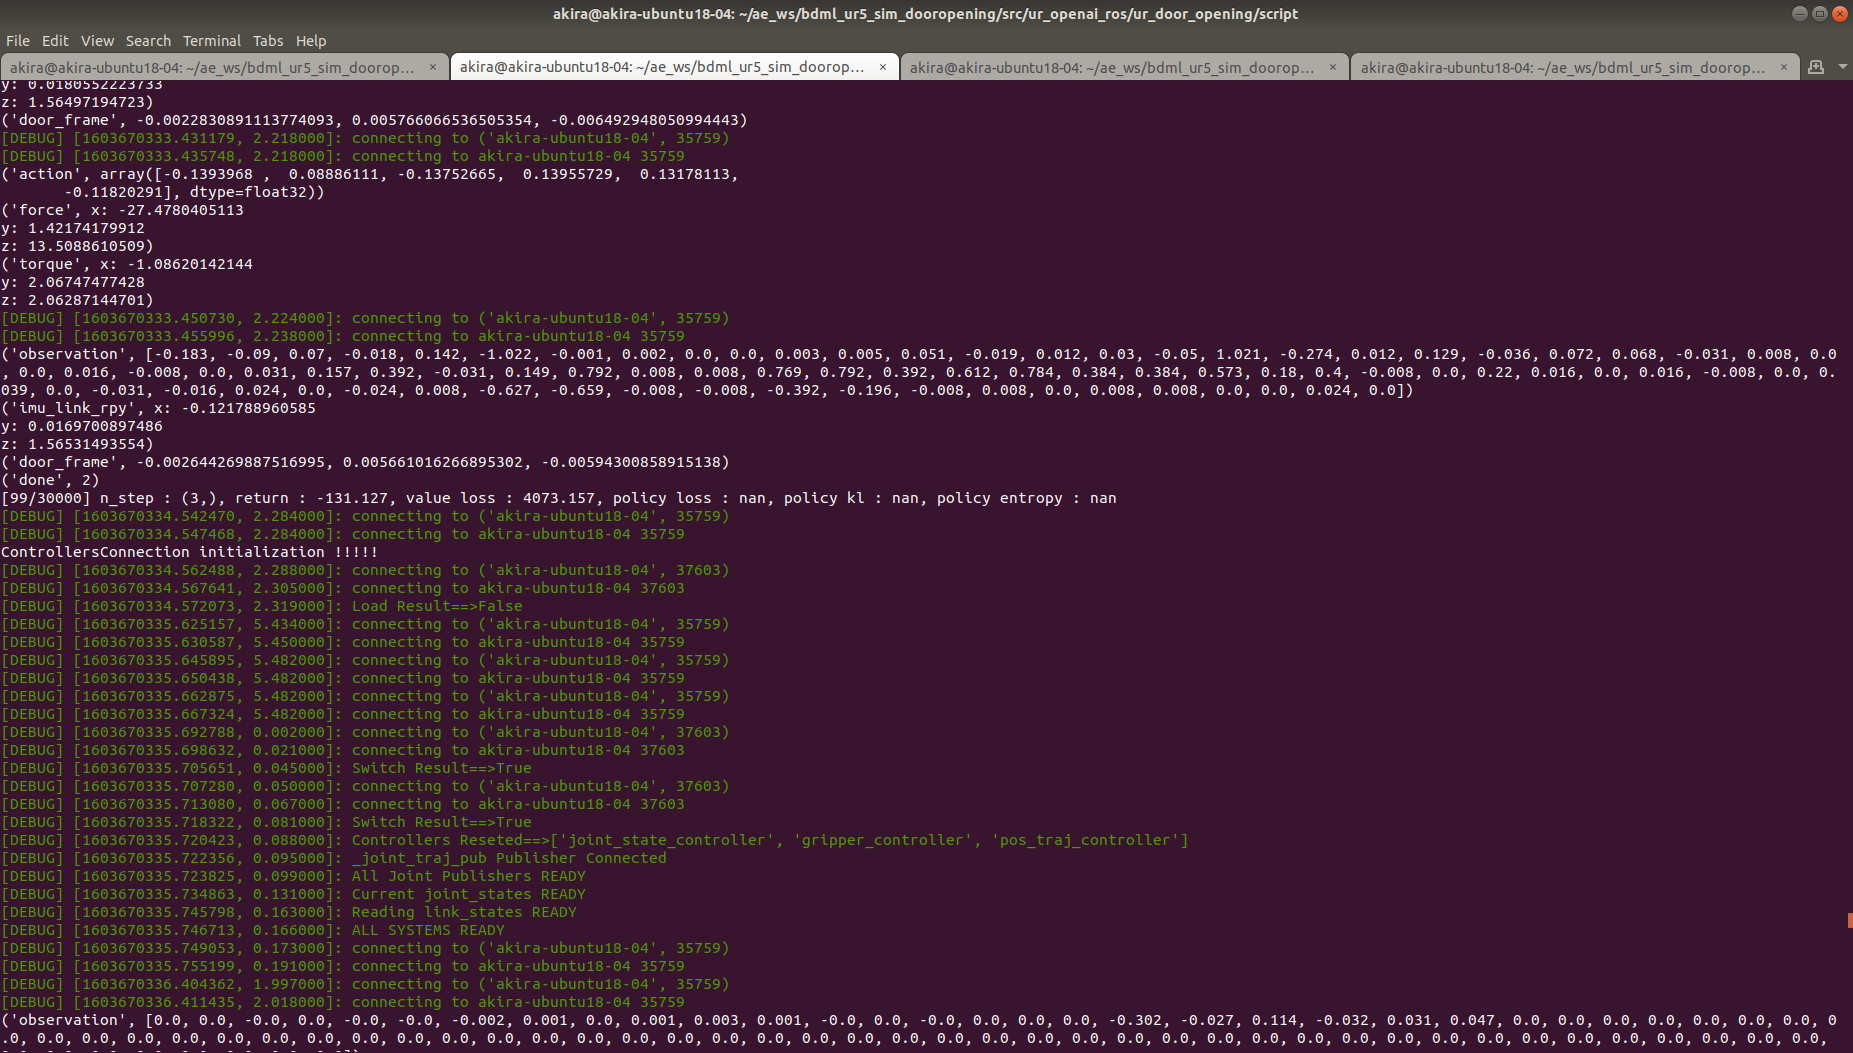 akira@akira-ubuntu18-04: ~/ae_ws/bdml_ur5_sim_dooropening/src/ur_openai_ros/ur_door_opening/script
File Edit View Search Terminal Tabs Help
akira@akira-ubuntu18-04: ~/ae_ws/bdml_ur5_sim_doorop... × akira@akira-ubuntu18-04: ~/ae_ws/bdml_ur5_sim_doorop... × akira@akira-ubuntu18-04: ~/ae_ws/bdml_ur5_sim_doorop... × akira@akira-ubuntu18-04: ~/ae_ws/bdml_ur5_sim_doorop... ×
y: 0.0180552223733
z: 1.56497194723)
('door_frame', -0.0022830891113774093, 0.005766066536505354, -0.006492948050994443)
[DEBUG] [1603670333.431179, 2.218000]: connecting to ('akira-ubuntu18-04', 35759)
[DEBUG] [1603670333.435748, 2.218000]: connecting to akira-ubuntu18-04 35759
('action', array([-0.1393968 ,  0.08886111, -0.13752665,  0.13955729,  0.13178113,
       -0.11820291], dtype=float32))
('force', x: -27.4780405113
y: 1.42174179912
z: 13.5088610509)
('torque', x: -1.08620142144
y: 2.06747477428
z: 2.06287144701)
[DEBUG] [1603670333.450730, 2.224000]: connecting to ('akira-ubuntu18-04', 35759)
[DEBUG] [1603670333.455996, 2.238000]: connecting to akira-ubuntu18-04 35759
('observation', [-0.183, -0.09, 0.07, -0.018, 0.142, -1.022, -0.001, 0.002, 0.0, 0.0, 0.003, 0.005, 0.051, -0.019, 0.012, 0.03, -0.05, 1.021, -0.274, 0.012, 0.129, -0.036, 0.072, 0.068, -0.031, 0.008, 0.0
, 0.0, 0.016, -0.008, 0.0, 0.031, 0.157, 0.392, -0.031, 0.149, 0.792, 0.008, 0.008, 0.769, 0.792, 0.392, 0.612, 0.784, 0.384, 0.384, 0.573, 0.18, 0.4, -0.008, 0.0, 0.22, 0.016, 0.0, 0.016, -0.008, 0.0, 0.
039, 0.0, -0.031, -0.016, 0.024, 0.0, -0.024, 0.008, -0.627, -0.659, -0.008, -0.008, -0.392, -0.196, -0.008, 0.008, 0.0, 0.008, 0.008, 0.0, 0.0, 0.024, 0.0])
('imu_link_rpy', x: -0.121788960585
y: 0.0169700897486
z: 1.56531493554)
('door_frame', -0.002644269887516995, 0.005661016266895302, -0.00594300858915138)
('done', 2)
[99/30000] n_step : (3,), return : -131.127, value loss : 4073.157, policy loss : nan, policy kl : nan, policy entropy : nan
[DEBUG] [1603670334.542470, 2.284000]: connecting to ('akira-ubuntu18-04', 35759)
[DEBUG] [1603670334.547468, 2.284000]: connecting to akira-ubuntu18-04 35759
ControllersConnection initialization !!!!!
[DEBUG] [1603670334.562488, 2.288000]: connecting to ('akira-ubuntu18-04', 37603)
[DEBUG] [1603670334.567641, 2.305000]: connecting to akira-ubuntu18-04 37603
[DEBUG] [1603670334.572073, 2.319000]: Load Result==>False
[DEBUG] [1603670335.625157, 5.434000]: connecting to ('akira-ubuntu18-04', 35759)
[DEBUG] [1603670335.630587, 5.450000]: connecting to akira-ubuntu18-04 35759
[DEBUG] [1603670335.645895, 5.482000]: connecting to ('akira-ubuntu18-04', 35759)
[DEBUG] [1603670335.650438, 5.482000]: connecting to akira-ubuntu18-04 35759
[DEBUG] [1603670335.662875, 5.482000]: connecting to ('akira-ubuntu18-04', 35759)
[DEBUG] [1603670335.667324, 5.482000]: connecting to akira-ubuntu18-04 35759
[DEBUG] [1603670335.692788, 0.002000]: connecting to ('akira-ubuntu18-04', 37603)
[DEBUG] [1603670335.698632, 0.021000]: connecting to akira-ubuntu18-04 37603
[DEBUG] [1603670335.705651, 0.045000]: Switch Result==>True
[DEBUG] [1603670335.707280, 0.050000]: connecting to ('akira-ubuntu18-04', 37603)
[DEBUG] [1603670335.713080, 0.067000]: connecting to akira-ubuntu18-04 37603
[DEBUG] [1603670335.718322, 0.081000]: Switch Result==>True
[DEBUG] [1603670335.720423, 0.088000]: Controllers Reseted==>['joint_state_controller', 'gripper_controller', 'pos_traj_controller']
[DEBUG] [1603670335.722356, 0.095000]: _joint_traj_pub Publisher Connected
[DEBUG] [1603670335.723825, 0.099000]: All Joint Publishers READY
[DEBUG] [1603670335.734863, 0.131000]: Current joint_states READY
[DEBUG] [1603670335.745798, 0.163000]: Reading link_states READY
[DEBUG] [1603670335.746713, 0.166000]: ALL SYSTEMS READY
[DEBUG] [1603670335.749053, 0.173000]: connecting to ('akira-ubuntu18-04', 35759)
[DEBUG] [1603670335.755199, 0.191000]: connecting to akira-ubuntu18-04 35759
[DEBUG] [1603670336.404362, 1.997000]: connecting to ('akira-ubuntu18-04', 35759)
[DEBUG] [1603670336.411435, 2.018000]: connecting to akira-ubuntu18-04 35759
('observation', [0.0, 0.0, -0.0, 0.0, -0.0, -0.0, -0.002, 0.001, 0.0, 0.001, 0.003, 0.001, -0.0, 0.0, -0.0, 0.0, 0.0, 0.0, -0.302, -0.027, 0.114, -0.032, 0.031, 0.047, 0.0, 0.0, 0.0, 0.0, 0.0, 0.0, 0.0, 0
.0, 0.0, 0.0, 0.0, 0.0, 0.0, 0.0, 0.0, 0.0, 0.0, 0.0, 0.0, 0.0, 0.0, 0.0, 0.0, 0.0, 0.0, 0.0, 0.0, 0.0, 0.0, 0.0, 0.0, 0.0, 0.0, 0.0, 0.0, 0.0, 0.0, 0.0, 0.0, 0.0, 0.0, 0.0, 0.0, 0.0, 0.0, 0.0, 0.0, 0.0,